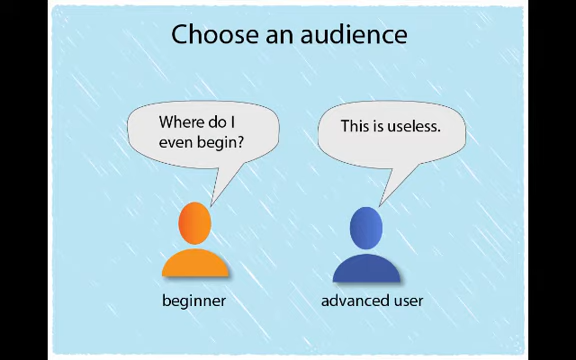 Choose an audience
Where do I
even begin?
This is useless.
beginner
advanced user